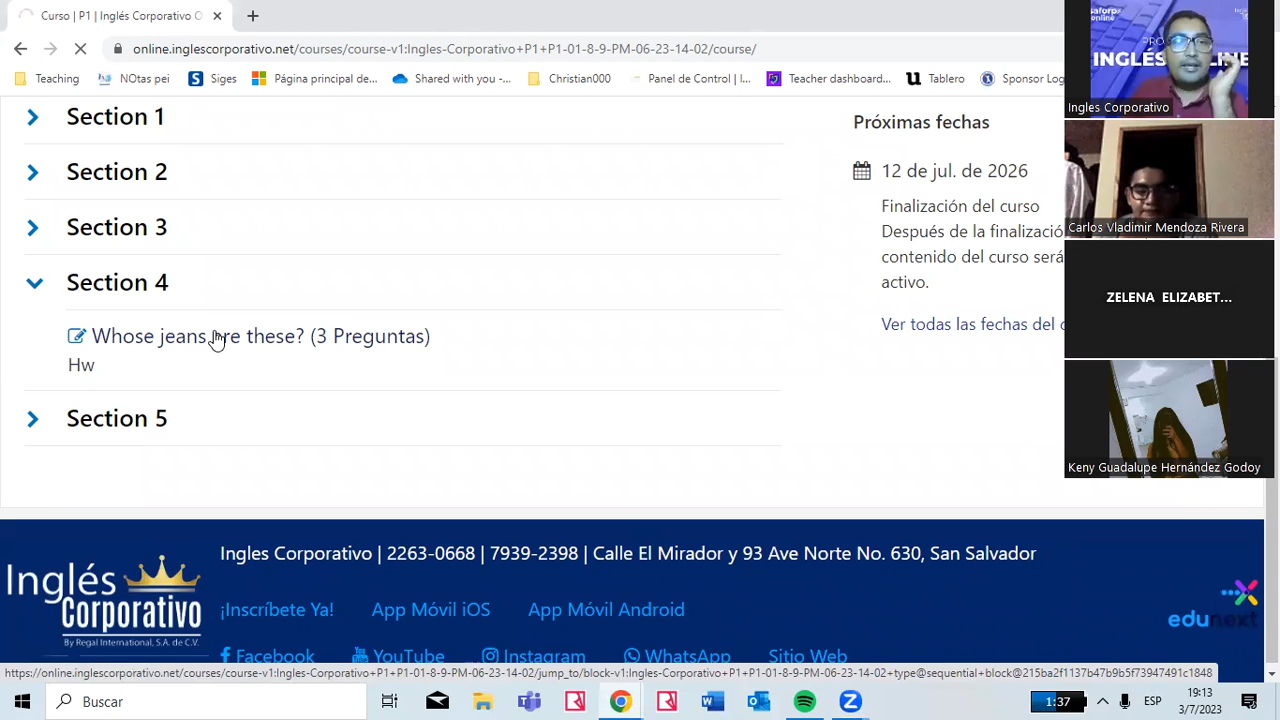 Curso | P1 | Inglés Corporativo O
online.inglescorporativo.net/courses/course-v1:Ingles-Corporativo+P1+P1-01-8-9-PM-06-23-14-02/course/
Teaching
NOtas pei
Siges
Página principal de...
Shared with you -...
Christian000
Panel de Control | I...
Teacher dashboard...
Tablero
Sponsor Log
Section 1
Section 2
Section 3
Section 4
Whose jeans are these? (3 Preguntas)
Hw
Section 5
Próximas fechas
12 de jul. de 2026
Finalización del curso
Después de la finalizació
contenido del curso será
activo.
Ver todas las fechas del c
INGLÉS
Ingles Corporativo
Carlos Vladimir Mendoza Rivera
ZELENA ELIZABET...
Keny Guadalupe Hernández Godoy
Inglés
Corporativo
By Regal International, S.A. de C.V.
Ingles Corporativo | 2263-0668 | 7939-2398 | Calle El Mirador y 93 Ave Norte No. 630, San Salvador
¡Inscríbete Ya!
App Móvil iOS
App Móvil Android
Facebook
YouTube
Instagram
WhatsApp
Sitio Web
edunext
https://online.inglescorporativo.net/courses/course-v1:Ingles-Corporativo+P1+P1-01-8-9-PM-06-23-14-02/jump_to/block-v1:Ingles-Corporativo+P1+P1-01-8-9-PM-06-23-14-02+type@sequential+block@215ba2f1137b47b9b5f73947491c1848
Buscar
1:37
ESP
19:13
3/7/2023